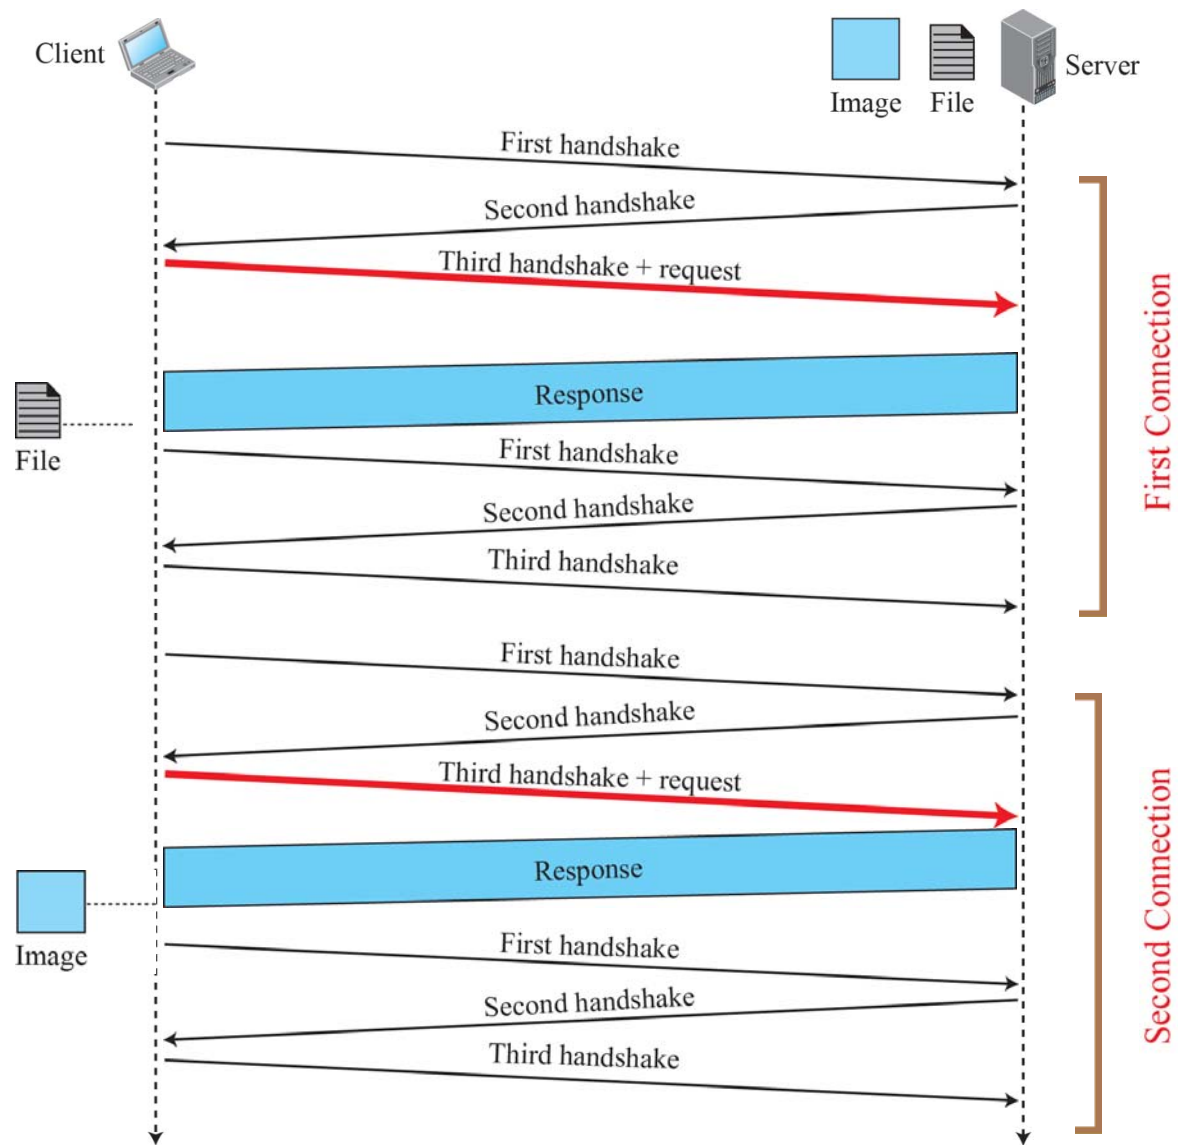 Client
Server
Image
File
First handshake
Second handshake
Third handshake + request
Response
File
First handshake
Second handshake
Third handshake
First Connection
First handshake
Second handshake
Third handshake + request
Response
Image
First handshake
Second handshake
Third handshake
Second Connection